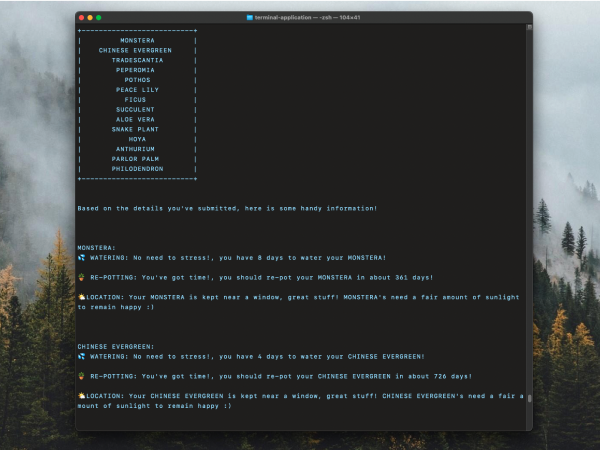 terminal-application — -zsh — 104×41
MONSTERA
CHINESE EVERGREEN
TRADESCANTIA
PEPEROMIA
POTHOS
PEACE LILY
FICUS
SUCCULENT
ALOE VERA
SNAKE PLANT
HOYA
ANTHURIUM
PARLOR PALM
PHILODENDRON
Based on the details you've submitted, here is some handy information!
MONSTERA:
💦 WATERING: No need to stress!, you have 8 days to water your MONSTERA!
🪴 RE-POTTING: You've got time!, you should re-pot your MONSTERA in about 361 days!
🌤LOCATION: Your MONSTERA is kept near a window, great stuff! MONSTERA's need a fair amount of sunlight
to remain happy :)
CHINESE EVERGREEN:
💦 WATERING: No need to stress!, you have 4 days to water your CHINESE EVERGREEN!
🪴 RE-POTTING: You've got time!, you should re-pot your CHINESE EVERGREEN in about 726 days!
🌤LOCATION: Your CHINESE EVERGREEN is kept near a window, great stuff! CHINESE EVERGREEN's need a fair a
mount of sunlight to remain happy :)